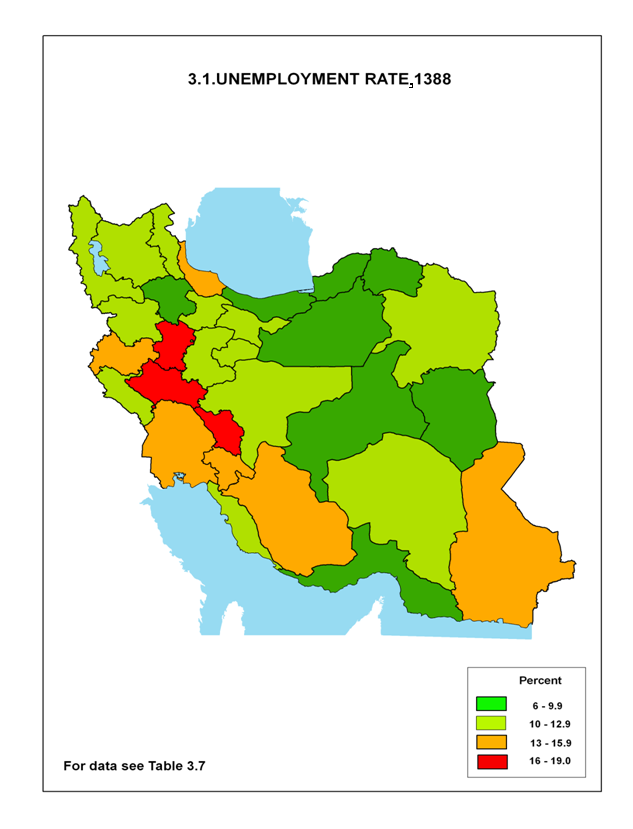 3.1.UNEMPLOYMENT RATE,1388
Percent
6 - 9.9
10 - 12.9
13 - 15.9
16 - 19.0
For data see Table 3.7